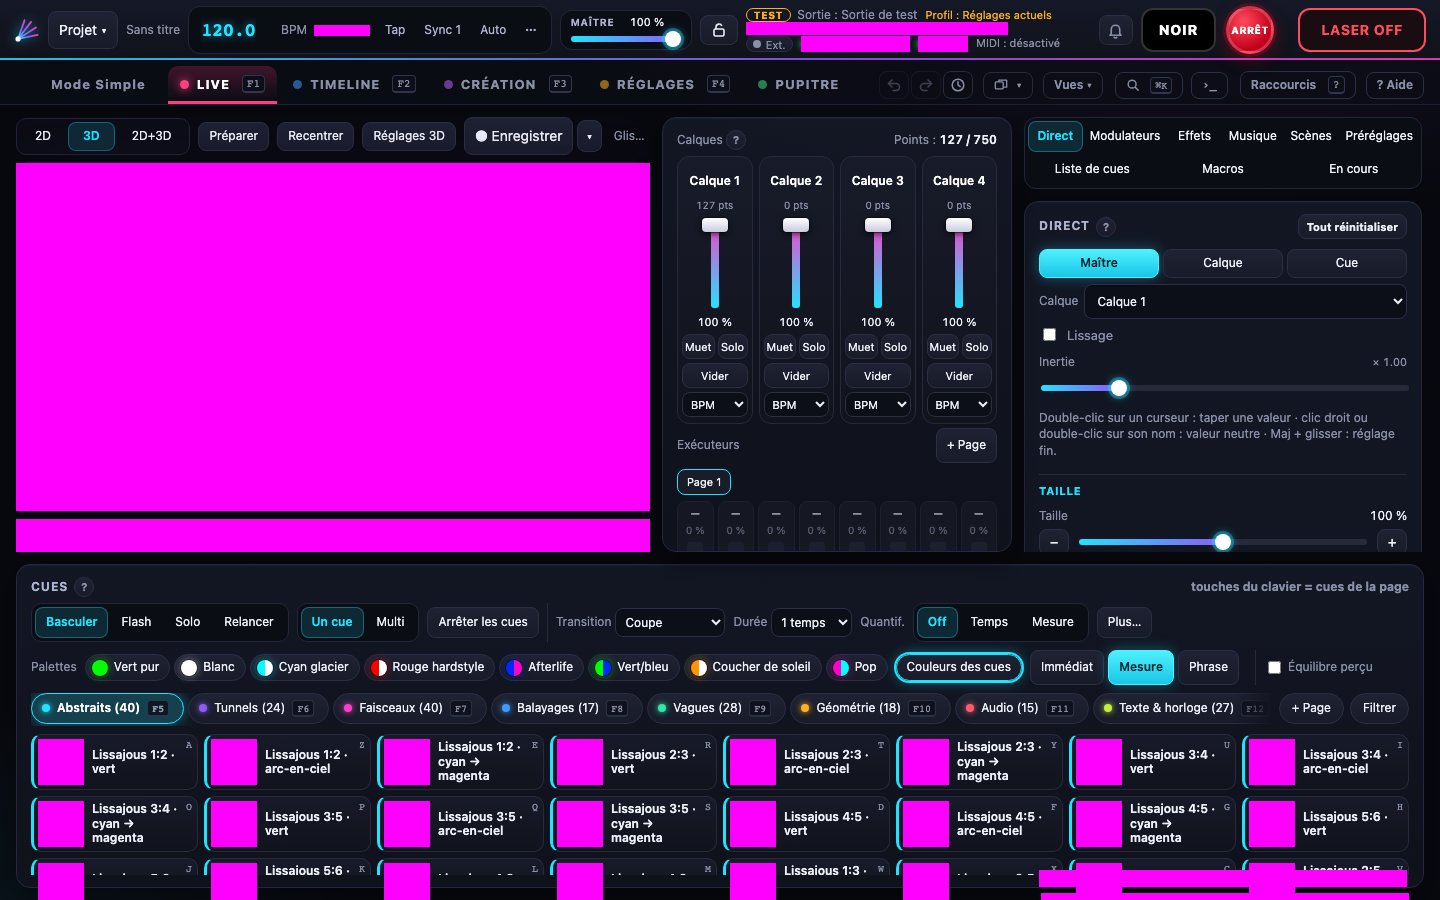 Projet ▾ Sans titre 120.0 BPM Tap Sync 1 Auto ··· MAÎTRE 100 % TEST Sortie : Sortie de test Profil : Réglages actuels
Ext. MIDI : désactivé
NOIR ARRÊT LASER OFF
Mode Simple LIVE F1 TIMELINE F2 CRÉATION F3 RÉGLAGES F4 PUPITRE Vues ▾ ⌘K >_ Raccourcis ? ? Aide
2D 3D 2D+3D Préparer Recentrer Réglages 3D Enregistrer ▾ Glis...
Calques ? Points : 127 / 750
Calque 1 Calque 2 Calque 3 Calque 4
127 pts 0 pts 0 pts 0 pts
100 % 100 % 100 % 100 %
Muet Solo Muet Solo Muet Solo Muet Solo
Vider Vider Vider Vider
BPM BPM BPM BPM
Exécuteurs + Page
Page 1
– – – – – – – –
0 % 0 % 0 % 0 % 0 % 0 % 0 % 0 %
Direct Modulateurs Effets Musique Scènes Préréglages
Liste de cues Macros En cours
DIRECT ? Tout réinitialiser
Maître Calque Cue
Calque Calque 1
Lissage
Inertie × 1.00
Double-clic sur un curseur : taper une valeur · clic droit ou
double-clic sur son nom : valeur neutre · Maj + glisser : réglage
fin.
TAILLE
Taille 100 %
− +
CUES ? touches du clavier = cues de la page
Basculer Flash Solo Relancer Un cue Multi Arrêter les cues Transition Coupe Durée 1 temps Quantif. Off Temps Mesure Plus...
Palettes Vert pur Blanc Cyan glacier Rouge hardstyle Afterlife Vert/bleu Coucher de soleil Pop Couleurs des cues Immédiat Mesure Phrase Équilibre perçu
Abstraits (40) F5 Tunnels (24) F6 Faisceaux (40) F7 Balayages (17) F8 Vagues (28) F9 Géométrie (18) F10 Audio (15) F11 Texte & horloge (27) F12 + Page Filtrer
Lissajous 1:2 · vert A
Lissajous 1:2 · arc-en-ciel Z
Lissajous 1:2 · cyan → magenta E
Lissajous 2:3 · vert R
Lissajous 2:3 · arc-en-ciel T
Lissajous 2:3 · cyan → magenta Y
Lissajous 3:4 · vert U
Lissajous 3:4 · arc-en-ciel I
Lissajous 3:4 · cyan → magenta O
Lissajous 3:5 · vert P
Lissajous 3:5 · arc-en-ciel Q
Lissajous 3:5 · cyan → magenta S
Lissajous 4:5 · vert D
Lissajous 4:5 · arc-en-ciel F
Lissajous 4:5 · cyan → magenta G
Lissajous 5:6 · vert H
J
Lissajous 5:6 · K
L
M
Lissajous 1:3 · W